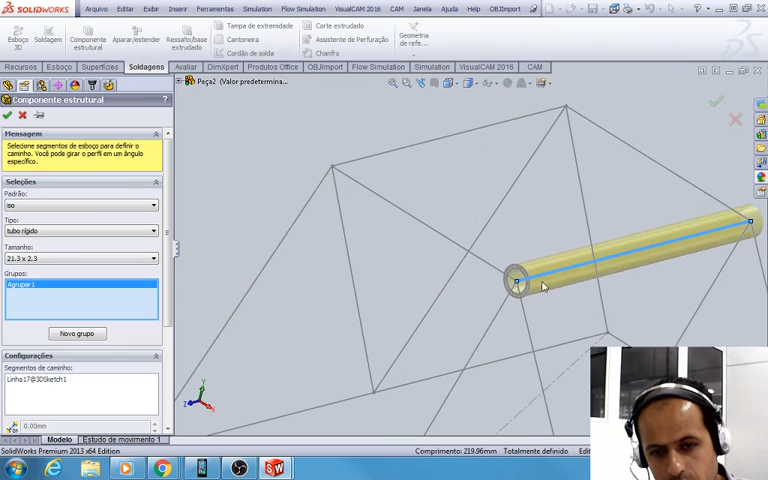 SOLIDWORKS
Arquivo Editar Exibir Inserir Ferramentas Simulation Flow Simulation CAM Janela OBJImport
Esboço 3D
Soldagem
Componente estrutural
Aparar/estender
Ressalto/base extrudado
Tampa de extremidade
Cantoneira
Cordão de solda
Corte extrudado
Assistente de Perfuração
Chanfro
Geometria de refe...
Recursos Esboço Superfícies Soldagens Avaliar DimXpert Produtos Office OBJImport Flow Simulation Simulation VisualCAM 2016 CAM
Peça2 (Valor predetermina...
Componente estrutural ?
Mensagem
Selecione segmentos de esboço para definir o
caminho. Você pode girar o perfil em um ângulo
específico.
Seleções
Padrão:
iso
Tipo:
tubo rígido
Tamanho:
21.3 x 2.3
Grupos:
Agrupar1
Novo grupo
Configurações
Segmentos de caminho:
Linha17@3DSketch1
0.00mm
Y
Z
X
Modelo Estudo de movimento 1
SolidWorks Premium 2013 x64 Edition
Comprimento: 219.96mm Totalmente definido